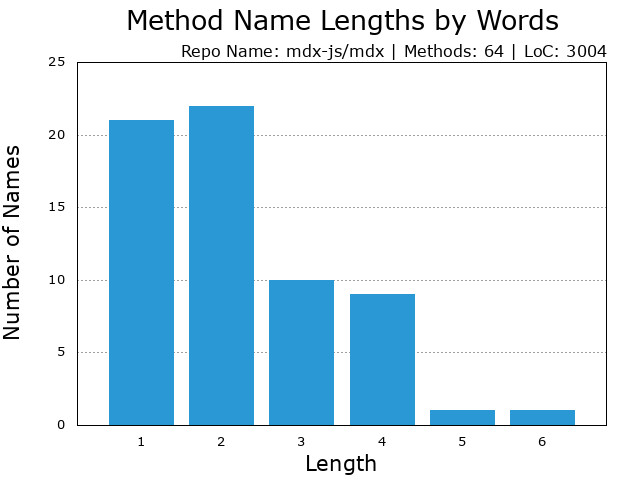 Method Name Lengths by Words
Repo Name: mdx-js/mdx | Methods: 64 | LoC: 3004
Number of Names
25
20
15
10
5
0
1 2 3 4 5 6
Length